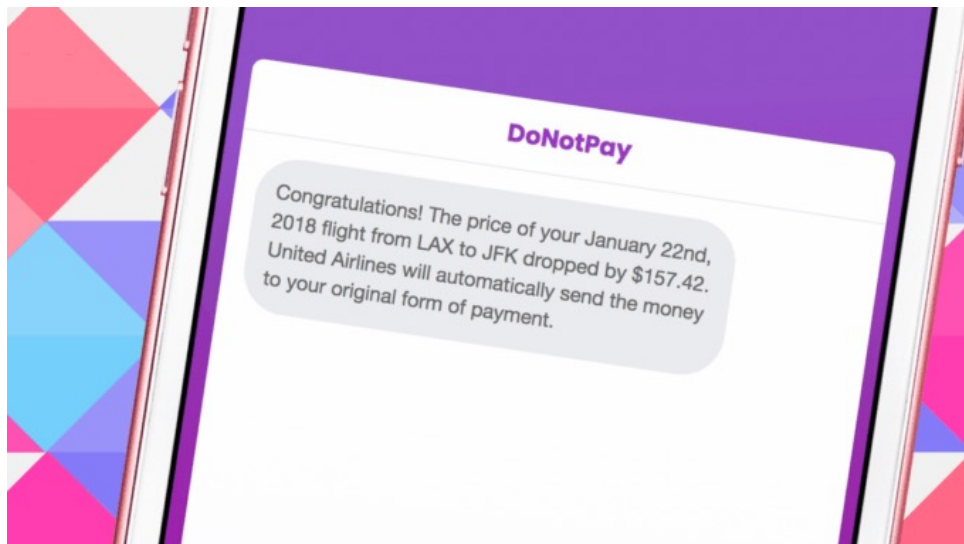 DoNotPay
Congratulations! The price of your January 22nd,
2018 flight from LAX to JFK dropped by $157.42.
United Airlines will automatically send the money
to your original form of payment.